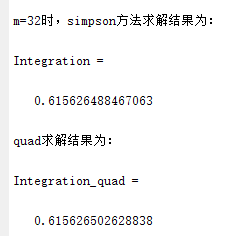 m=32时，simpson方法求解结果为：
Integration =
0.615626488467063
quad求解结果为：
Integration_quad =
0.615626502628838